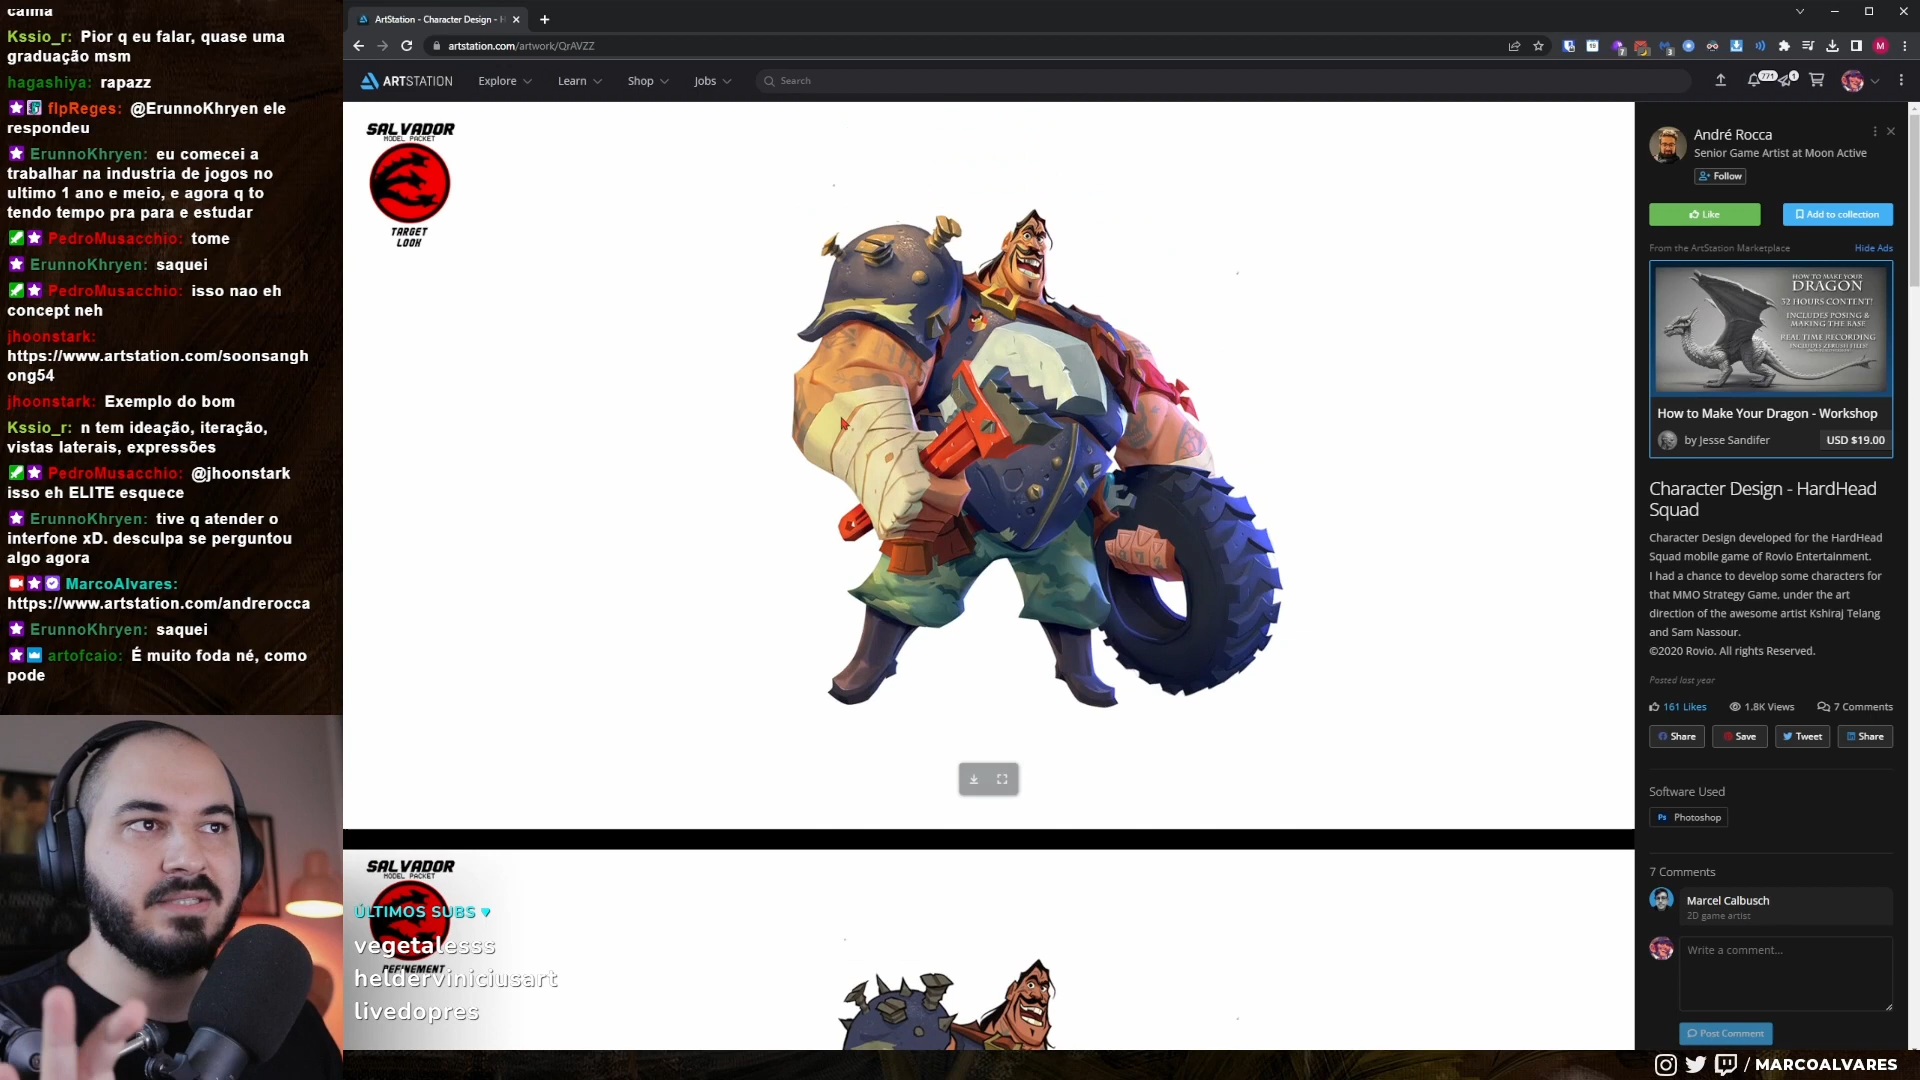 calma
Kssio_r: Pior q eu falar, quase uma
graduação msm
hagashiya: rapazz
flpReges: @ErunnoKhryen ele
respondeu
ErunnoKhryen: eu comecei a
trabalhar na industria de jogos no
ultimo 1 ano e meio, e agora q to
tendo tempo pra para e estudar
PedroMusacchio: tome
ErunnoKhryen: saquei
PedroMusacchio: isso nao eh
concept neh
jhoonstark:
https://www.artstation.com/soonsangh
ong54
jhoonstark: Exemplo do bom
Kssio_r: n tem ideação, iteração,
vistas laterais, expressões
PedroMusacchio: @jhoonstark
isso eh ELITE esquece
ErunnoKhryen: tive q atender o
interfone xD. desculpa se perguntou
algo agora
MarcoAlvares:
https://www.artstation.com/andrerocca
ErunnoKhryen: saquei
artofcaio: É muito foda né, como
pode
ArtStation - Character Design - H
artstation.com/artwork/QrAVZZ
ARTSTATION
Explore
Learn
Shop
Jobs
Search
771
1
SALVADOR
MODEL PACKET
TARGET
LOOK
SALVADOR
MODEL PACKET
REFINEMENT
ÚLTIMOS SUBS ♥
vegetalesss
helderviniciusart
livedopres
André Rocca
Senior Game Artist at Moon Active
Follow
Like
Add to collection
From the ArtStation Marketplace
Hide Ads
HOW TO MAKE YOUR
DRAGON
32 HOURS CONTENT!
INCLUDES POSING &
MAKING THE BASE
REAL TIME RECORDING
INCLUDES ZBRUSH FILE!
How to Make Your Dragon - Workshop
by Jesse Sandifer
USD $19.00
Character Design - HardHead
Squad
Character Design developed for the HardHead
Squad mobile game of Rovio Entertainment.
I had a chance to develop some characters for
that MMO Strategy Game, under the art
direction of the awesome artist Kshiraj Telang
and Sam Nassour.
©2020 Rovio. All rights Reserved.
Posted last year
161 Likes
1.8K Views
7 Comments
Share
Save
Tweet
Share
Software Used
Ps Photoshop
7 Comments
Marcel Calbusch
2D game artist
Write a comment...
Post Comment
/ MARCOALVARES